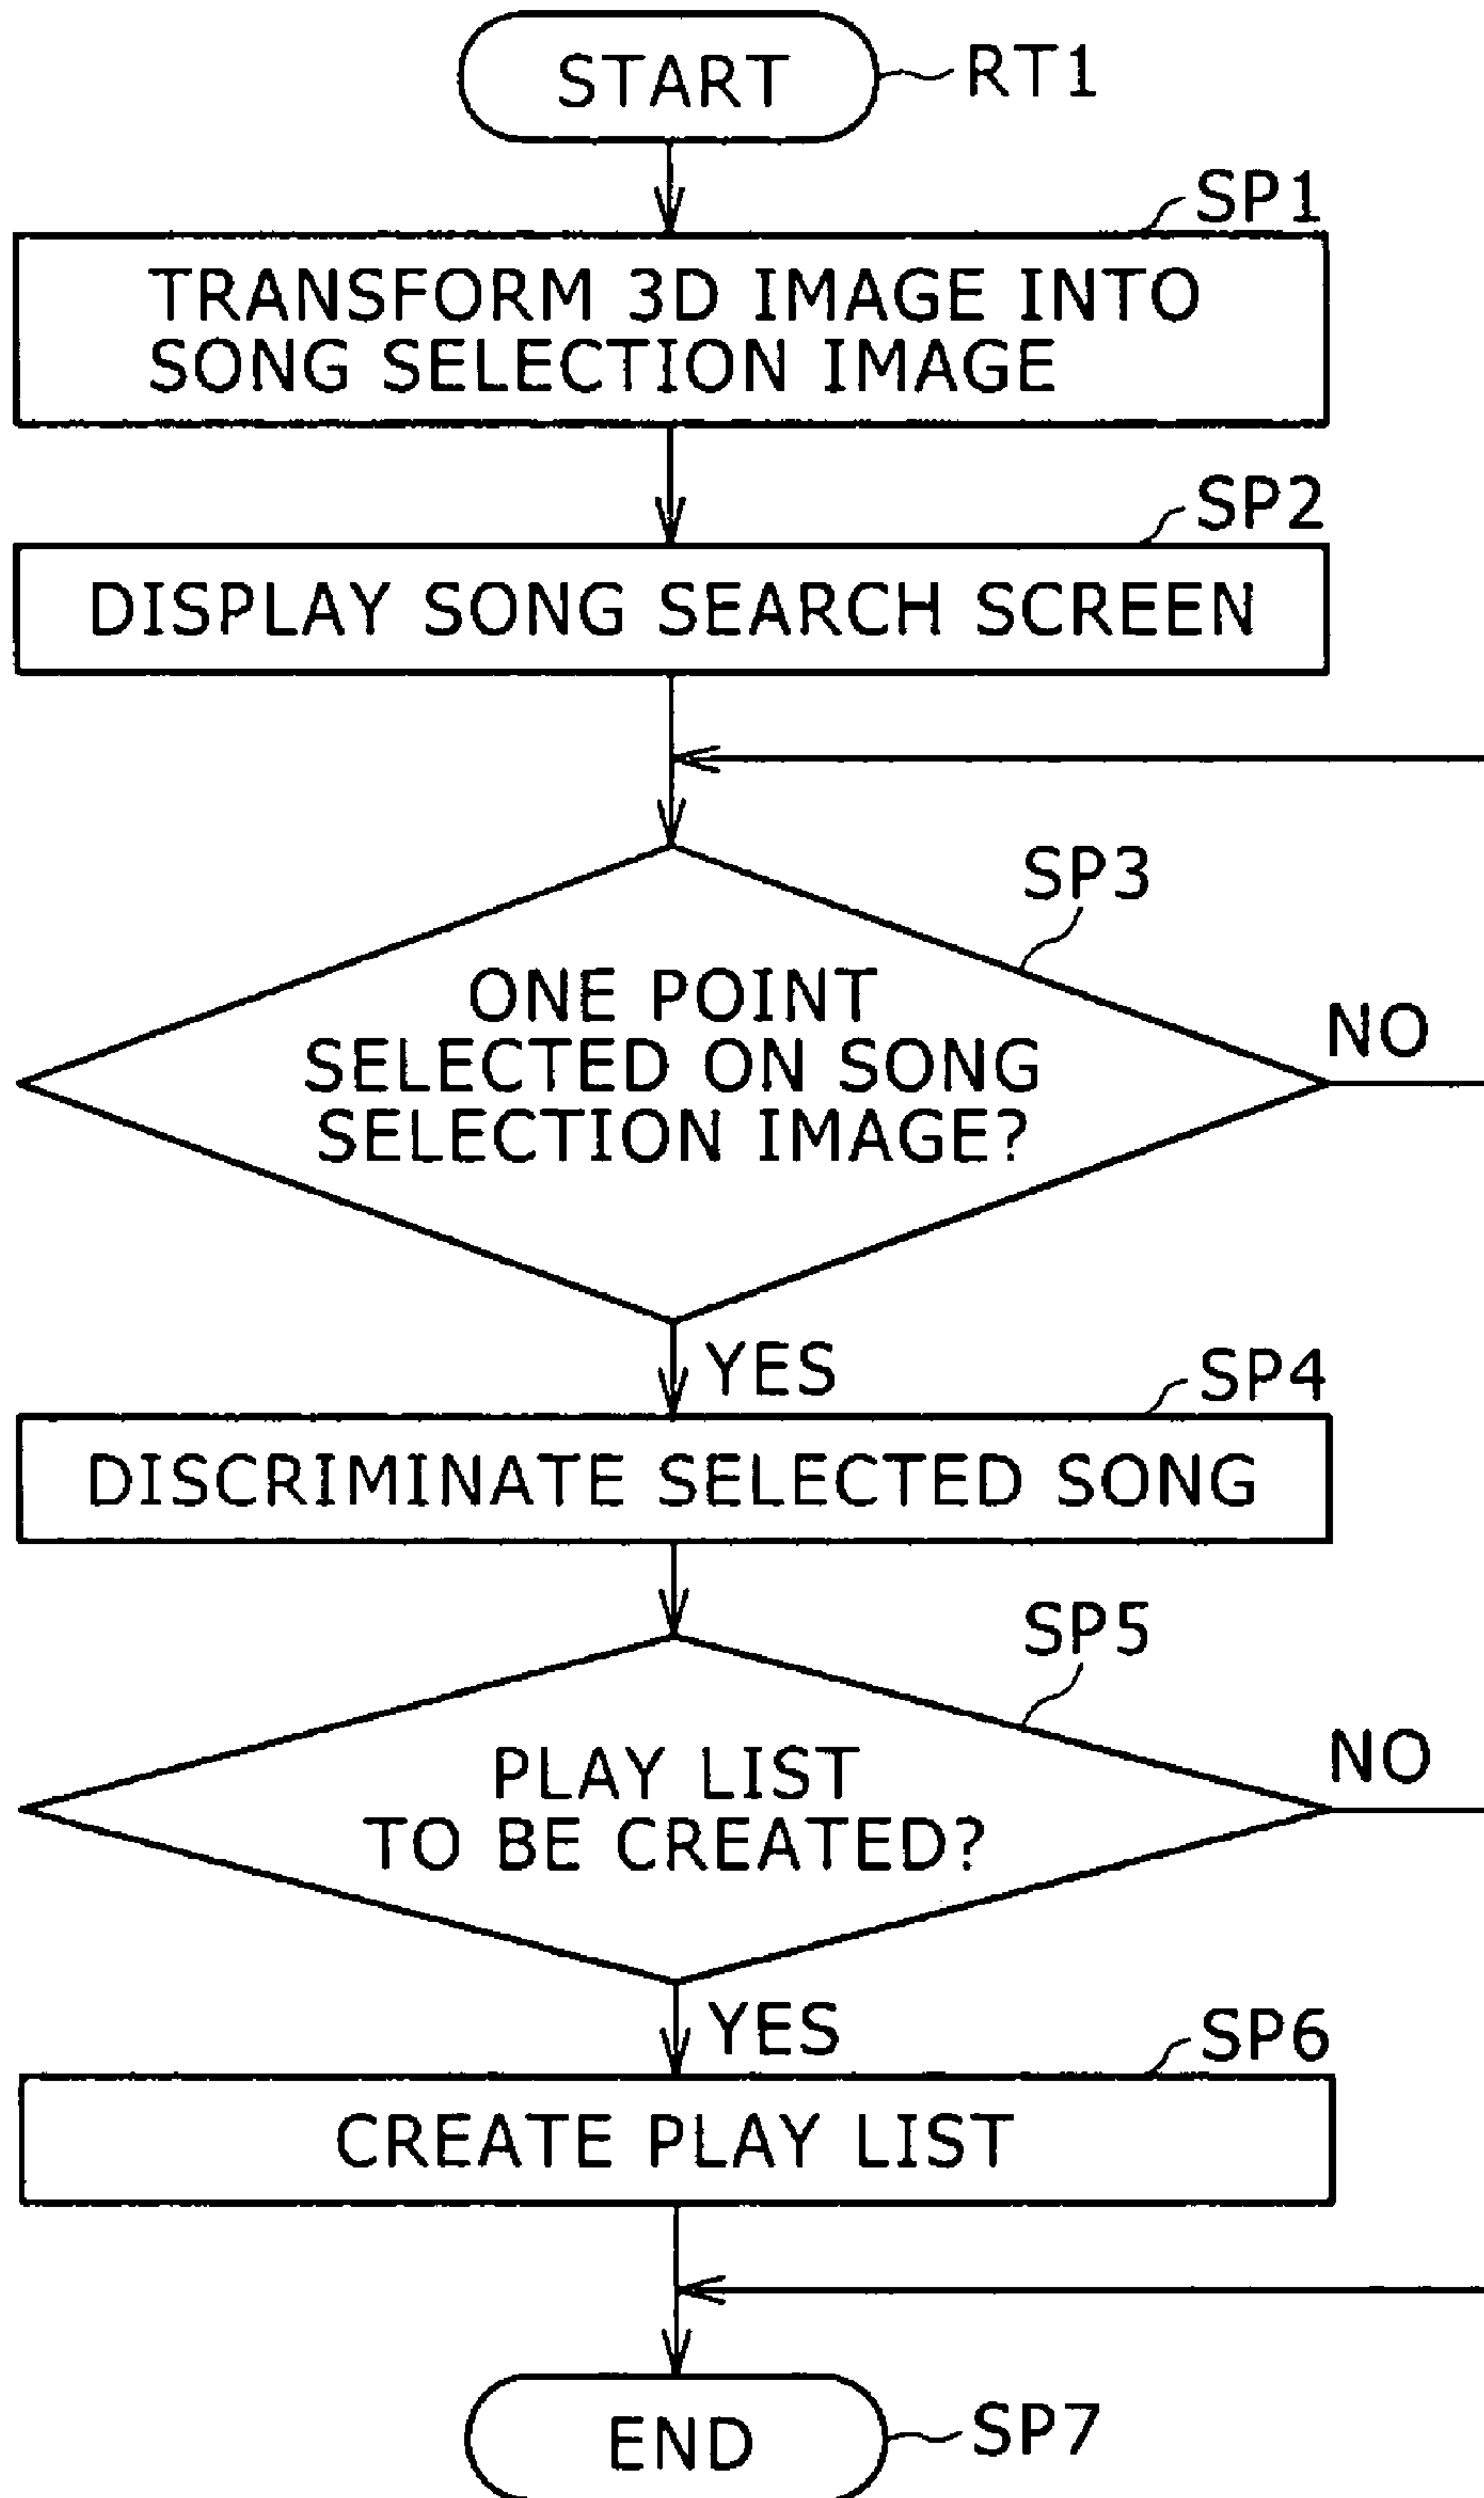 START
RT1
SP1
TRANSFORM 3D IMAGE INTO
SONG SELECTION IMAGE
SP2
DISPLAY SONG SEARCH SCREEN
SP3
ONE POINT
SELECTED ON SONG
SELECTION IMAGE?
NO
YES
SP4
DISCRIMINATE SELECTED SONG
SP5
PLAY LIST
TO BE CREATED?
NO
YES
SP6
CREATE PLAY LIST
END
SP7